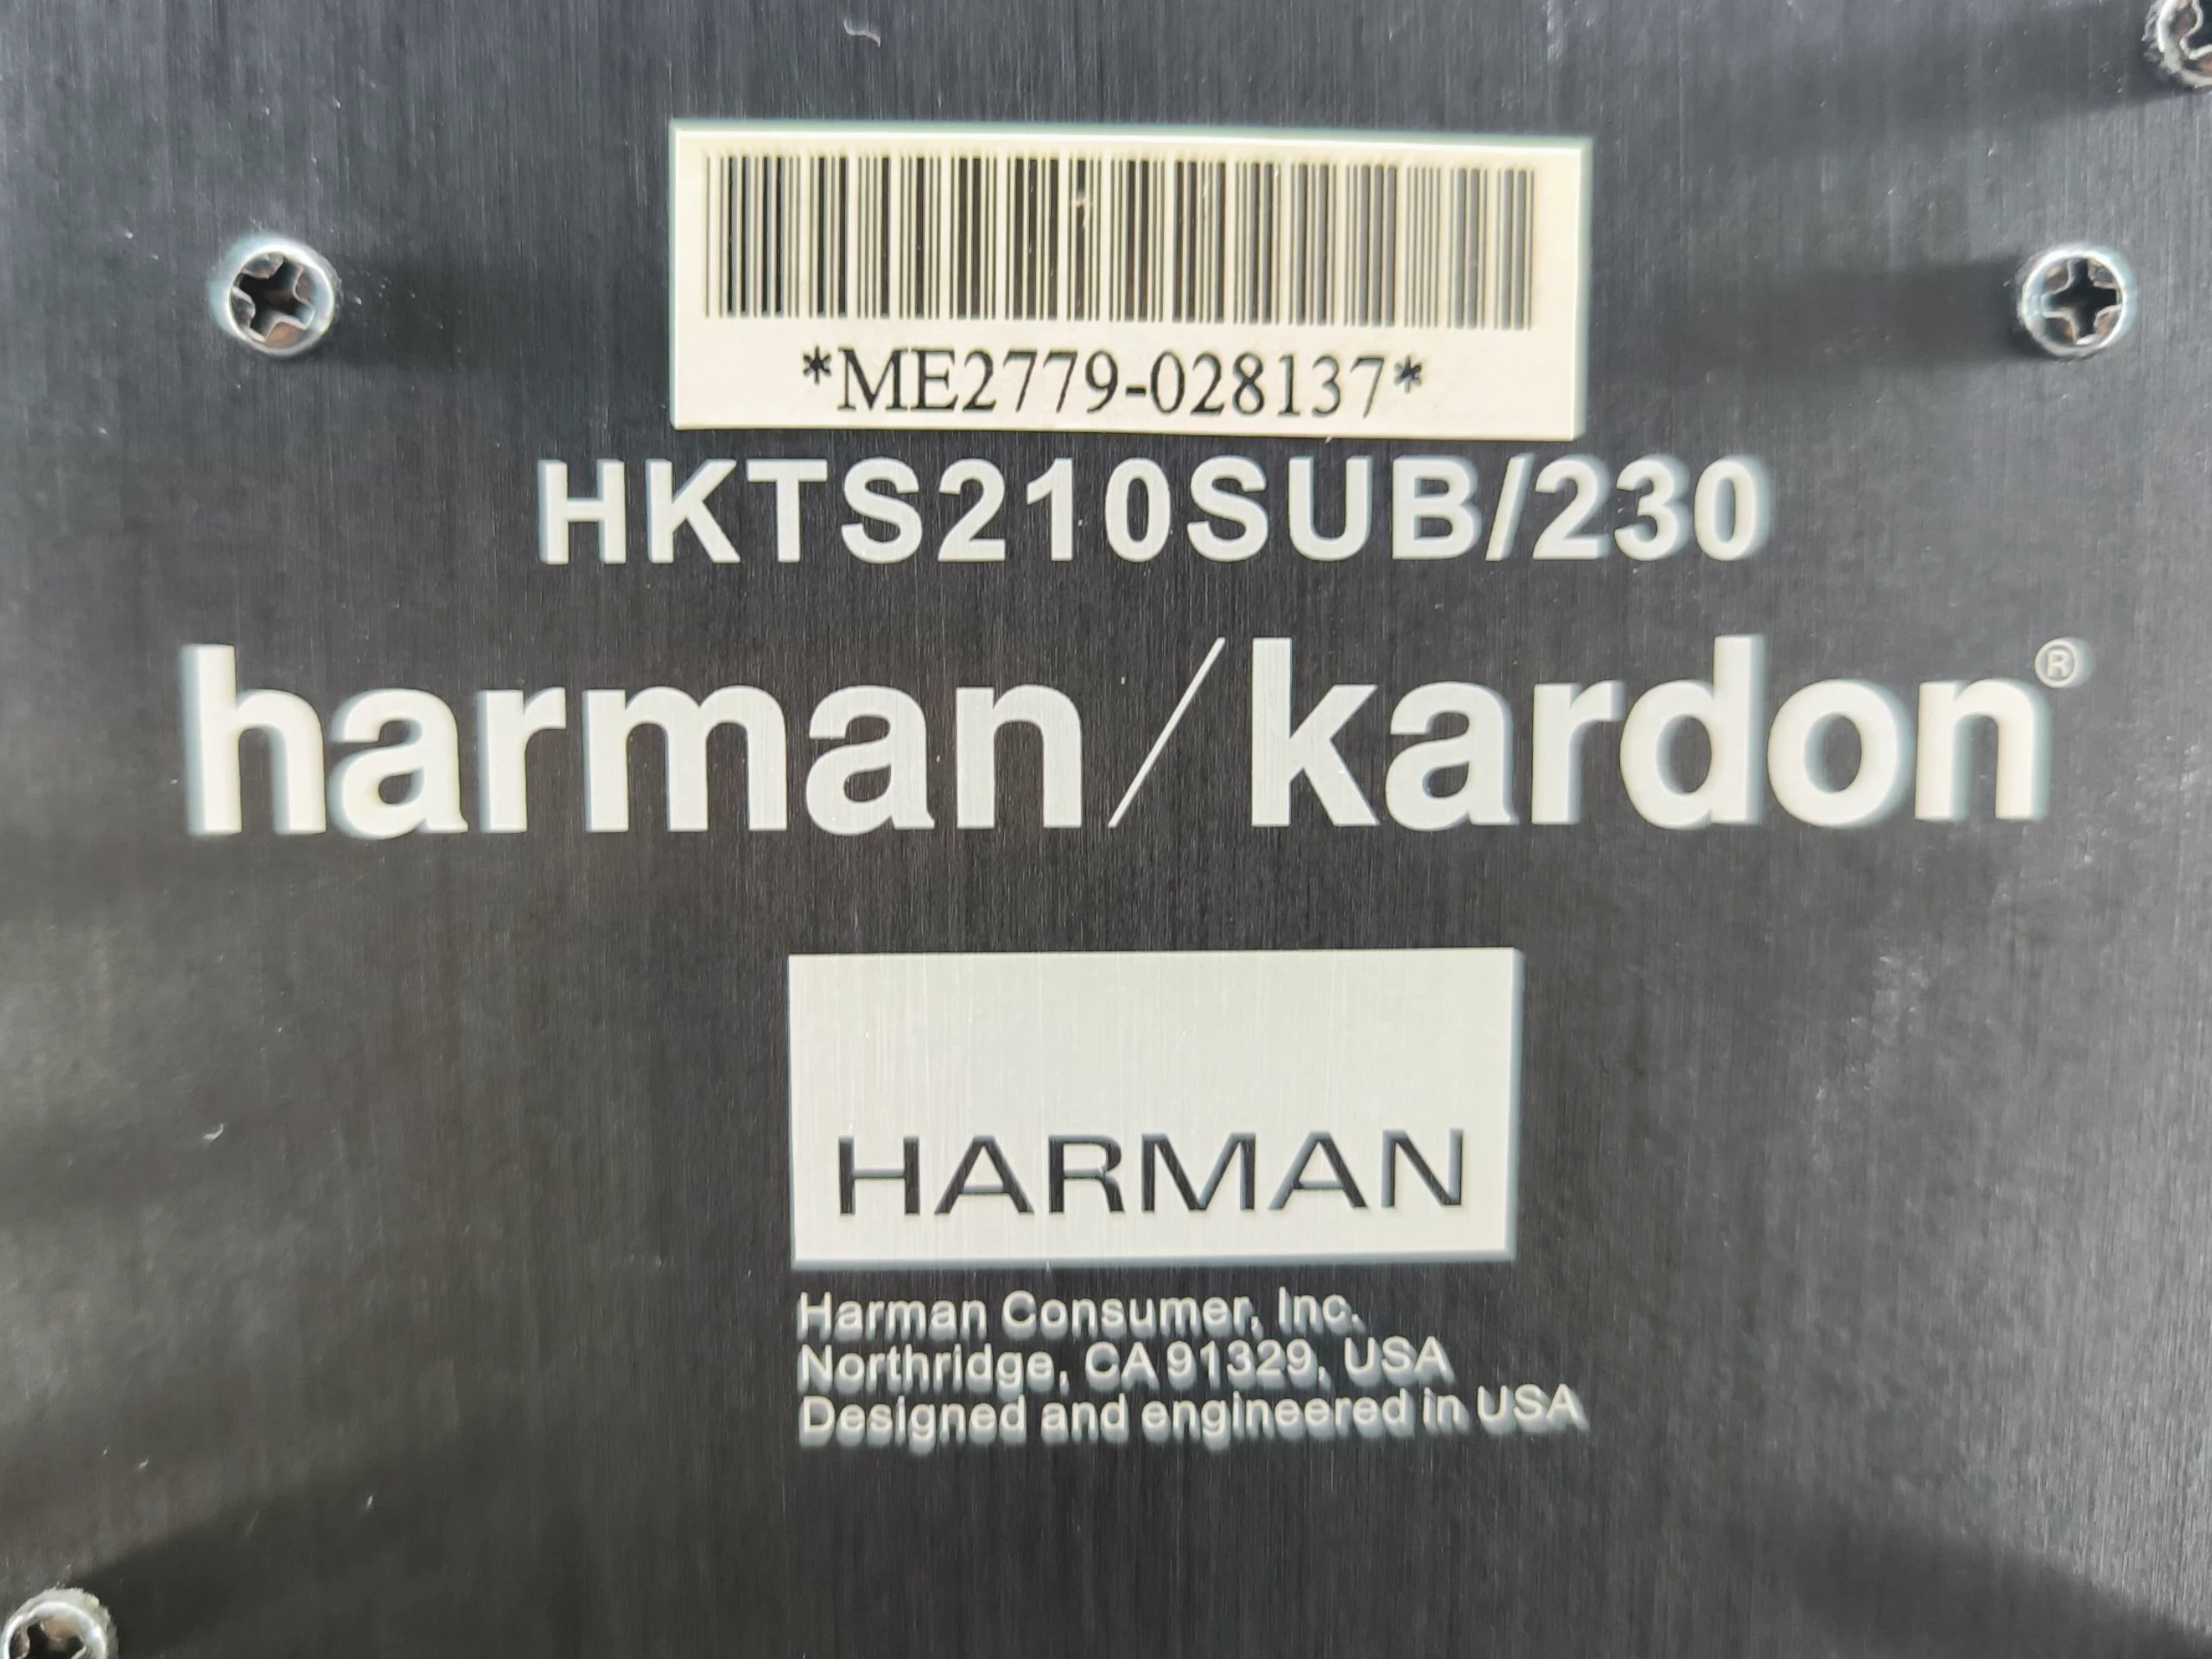 *ME2779-028137*
HKTS210SUB/230
harman/kardon®
HARMAN
Harman Consumer, Inc.
Northridge, CA 91329, USA
Designed and engineered in USA